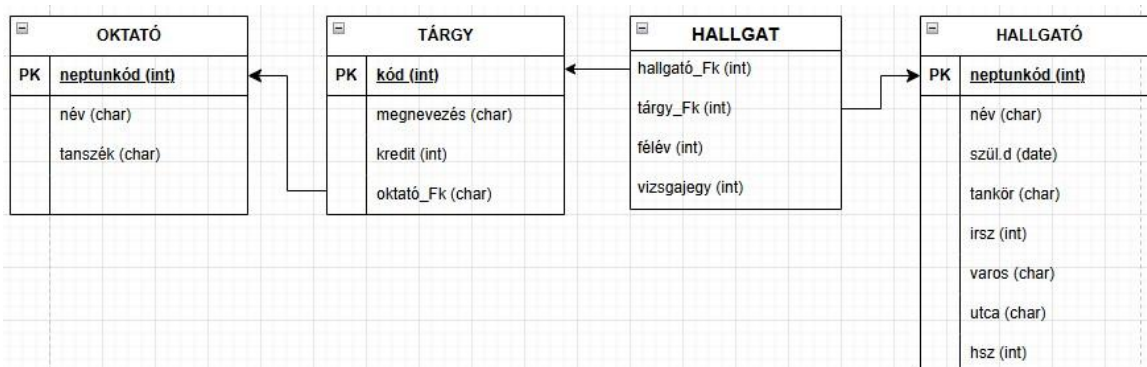 OKTATÓ
PK neptunkód (int)
név (char)
tanszék (char)
TÁRGY
PK kód (int)
megnevezés (char)
kredit (int)
oktató_Fk (char)
HALLGAT
hallgató_Fk (int)
tárgy_Fk (int)
félév (int)
vizsgajegy (int)
HALLGATÓ
PK neptunkód (int)
név (char)
szül.d (date)
tankör (char)
irsz (int)
varos (char)
utca (char)
hsz (int)